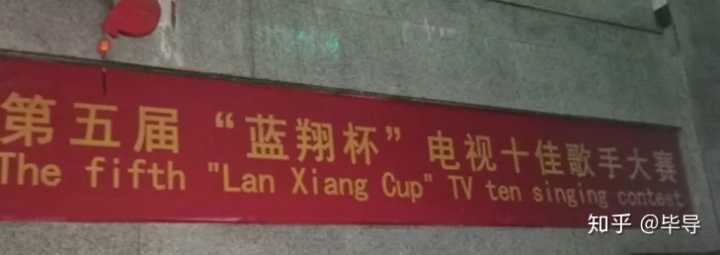 第五届“蓝翔杯”电视十佳歌手大赛
The fifth "Lan Xiang Cup" TV ten singing contest
知乎 @毕导